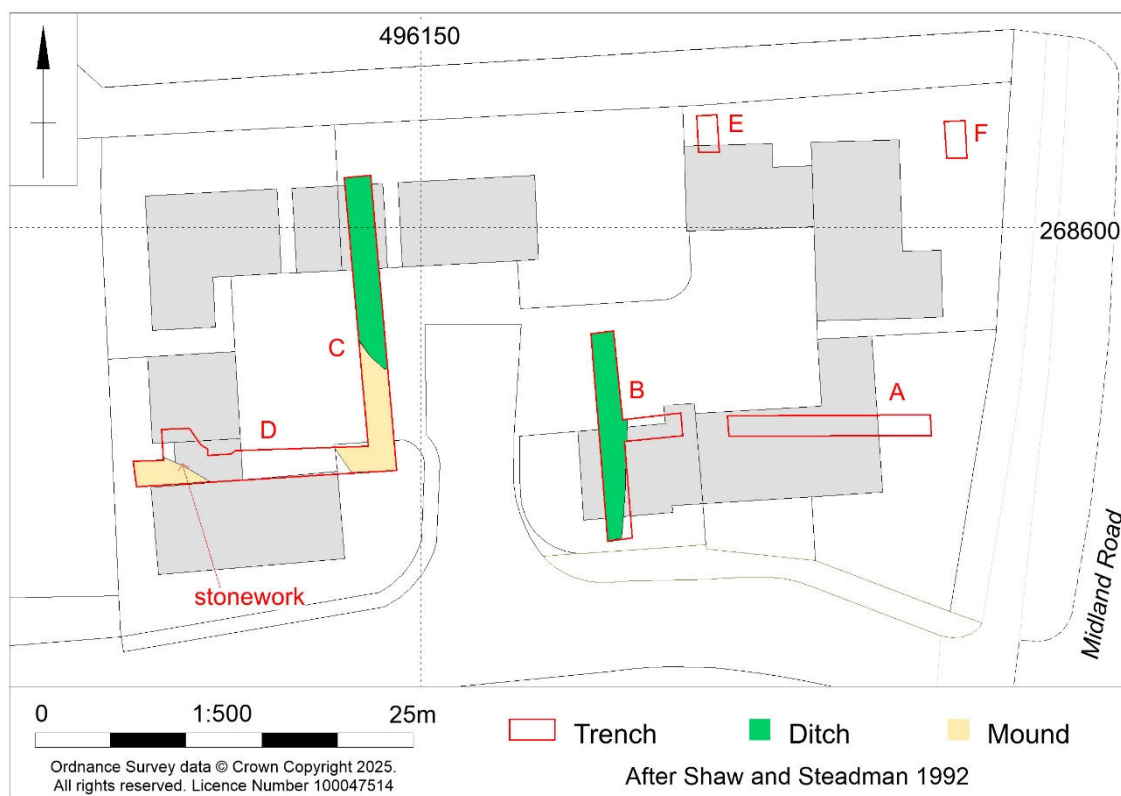 496150
E
F
268600
C
B
A
D
stonework
Midland Road
0 1:500 25m
Trench
Ditch
Mound
Ordnance Survey data © Crown Copyright 2025.
All rights reserved. Licence Number 100047514
After Shaw and Steadman 1992